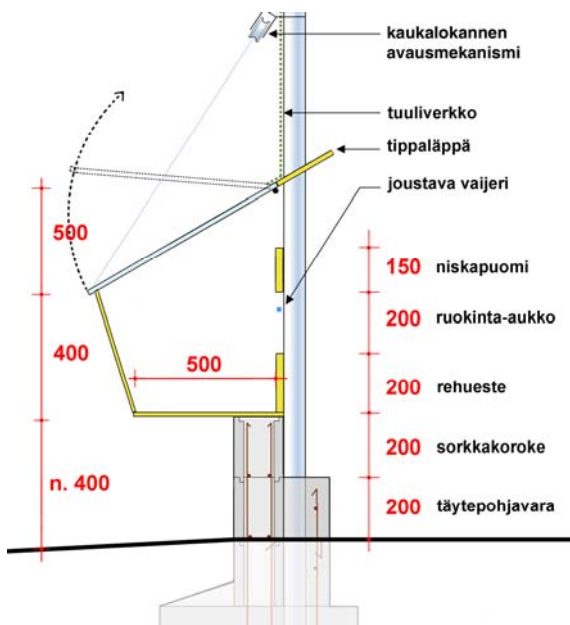 kaukalokannen
avausmekanismi
tuuliverkko
tippaläppä
joustava vaijeri
500
150 niskapuomi
200 ruokinta-aukko
400
500
200 rehueste
200 sorkkakoroke
n. 400
200 täytepohjavara